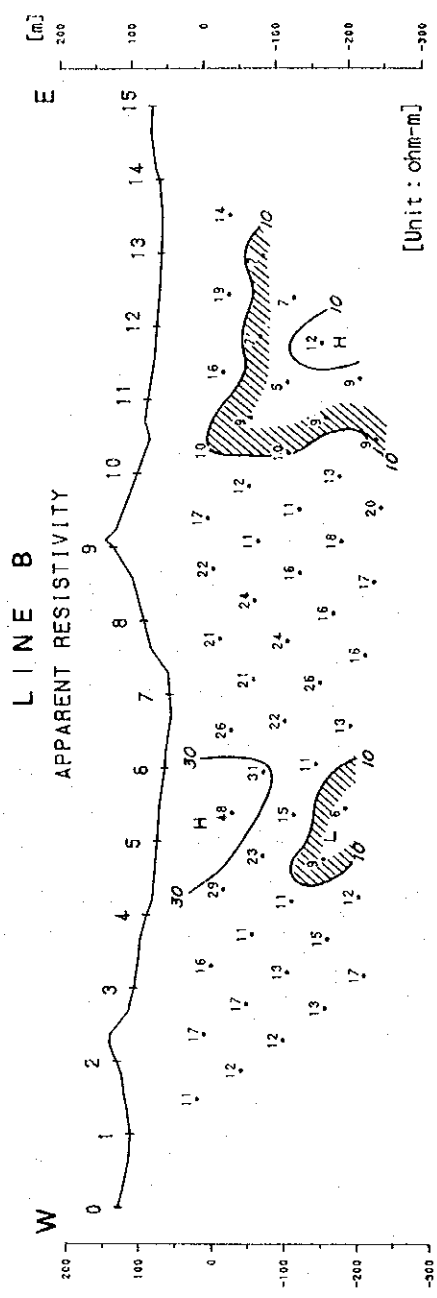 LINE B
APPARENT RESISTIVITY
W E
[m]
0 1 2 3 4 5 6 7 8 9 10 11 12 13 14 15
200 200
100 100
0 0
-100 -100
-200 -200
-300 -300
30 30
11 17 16 29 48 26 21 22 17 10 16 19 14
H
10
12 17 11 23 31 21 24 11 12 9
12 13 11 15 22 24 16 11 10 7
13 15 9 11 26 16 18 13 9 12
L H
10 10 10
17 12 6 13 16 17 20 9 9
10
[Unit: ohm-m]